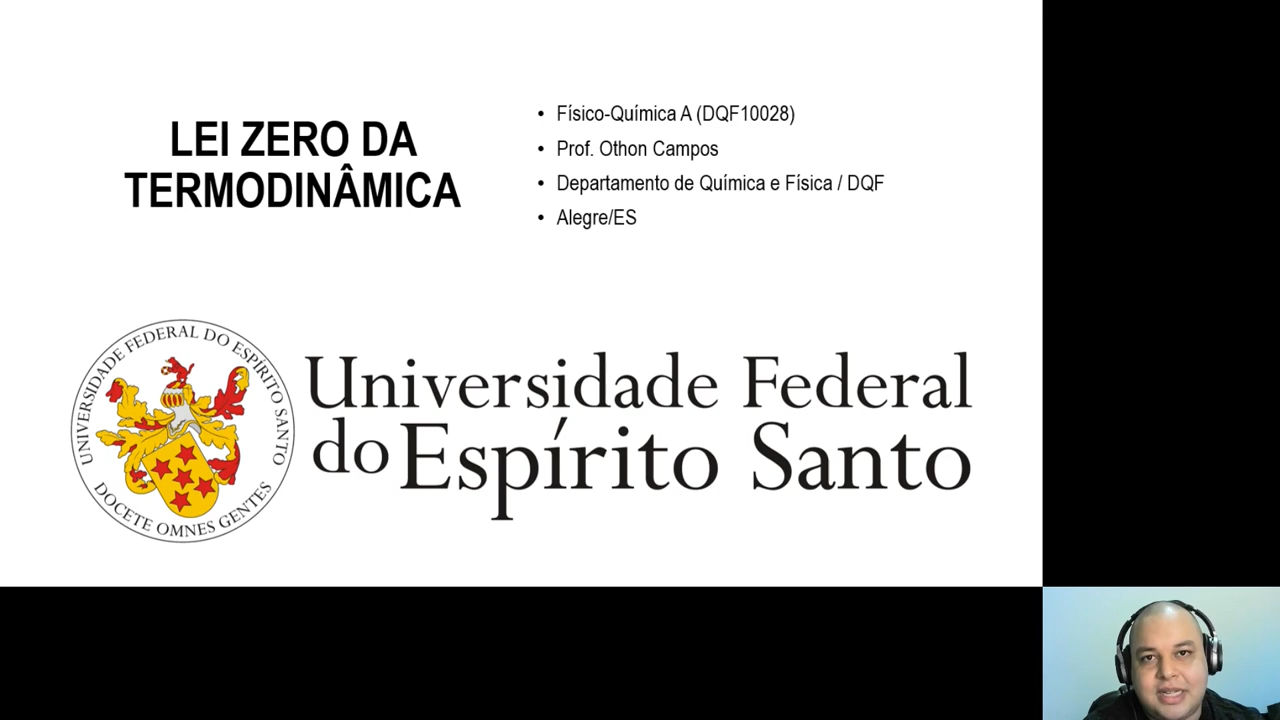 LEI ZERO DA
TERMODINÂMICA
• Físico-Química A (DQF10028)
• Prof. Othon Campos
• Departamento de Química e Física / DQF
• Alegre/ES
UNIVERSIDADE FEDERAL DO ESPÍRITO SANTO
DOCETE OMNES GENTES
Universidade Federal
do Espírito Santo